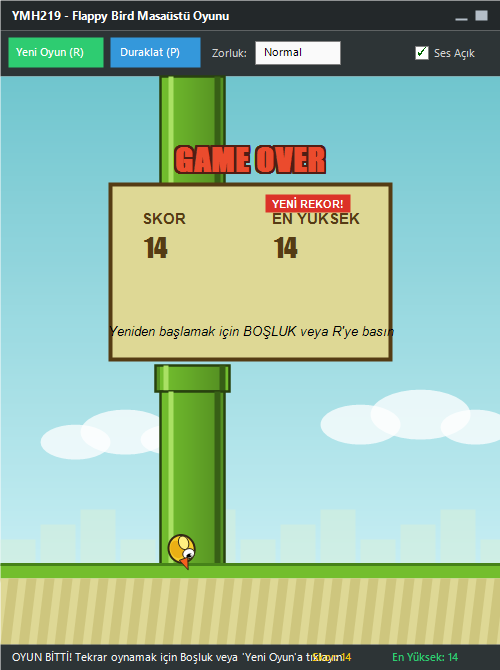 YMH219 - Flappy Bird Masaüstü Oyunu
Yeni Oyun (R) Duraklat (P) Zorluk: Normal Ses Açık
GAME OVER
YENİ REKOR!
SKOR EN YÜKSEK
14 14
Yeniden başlamak için BOŞLUK veya R'ye basın
OYUN BİTTİ! Tekrar oynamak için Boşluk veya 'Yeni Oyun'a tıklayın. Skor: 14 En Yüksek: 14